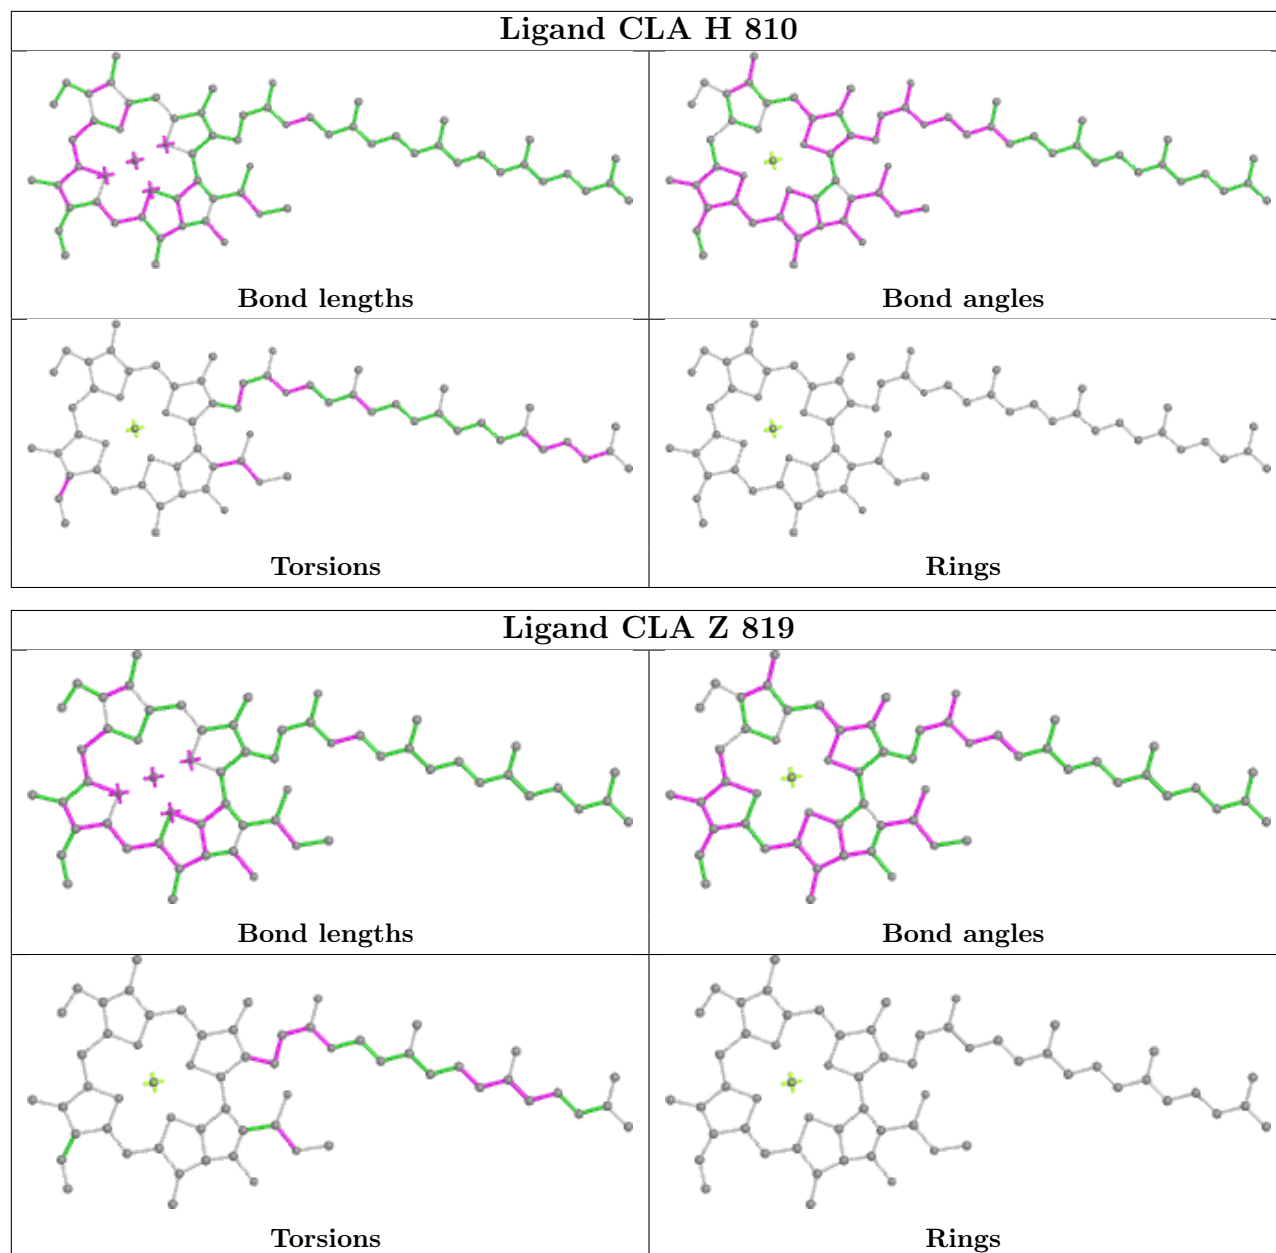 Ligand CLA H 810
Bond lengths
Bond angles
Torsions
Rings
Ligand CLA Z 819
Bond lengths
Bond angles
Torsions
Rings